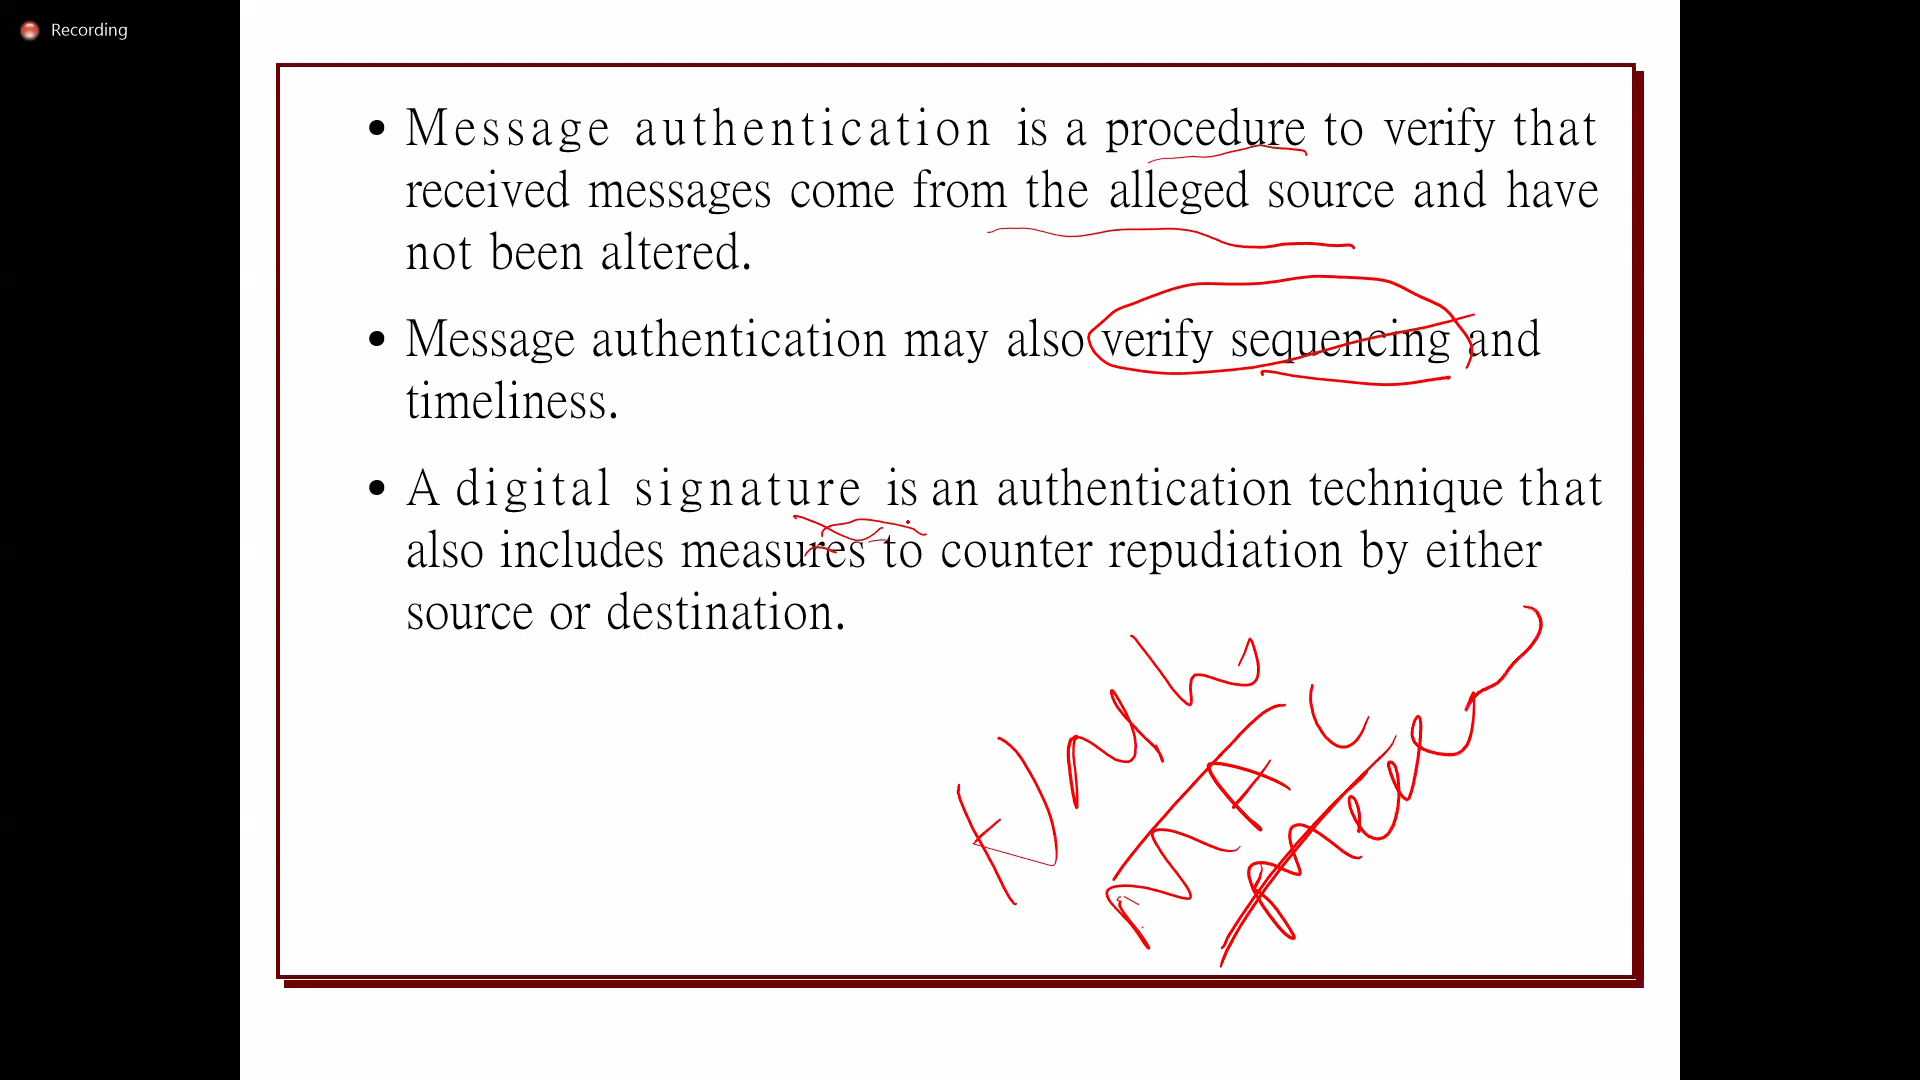 Recording
• Message authentication is a procedure to verify that
received messages come from the alleged source and have
not been altered.
• Message authentication may also verify sequencing and
timeliness.
• A digital signature is an authentication technique that
also includes measures to counter repudiation by either
source or destination.
MAC